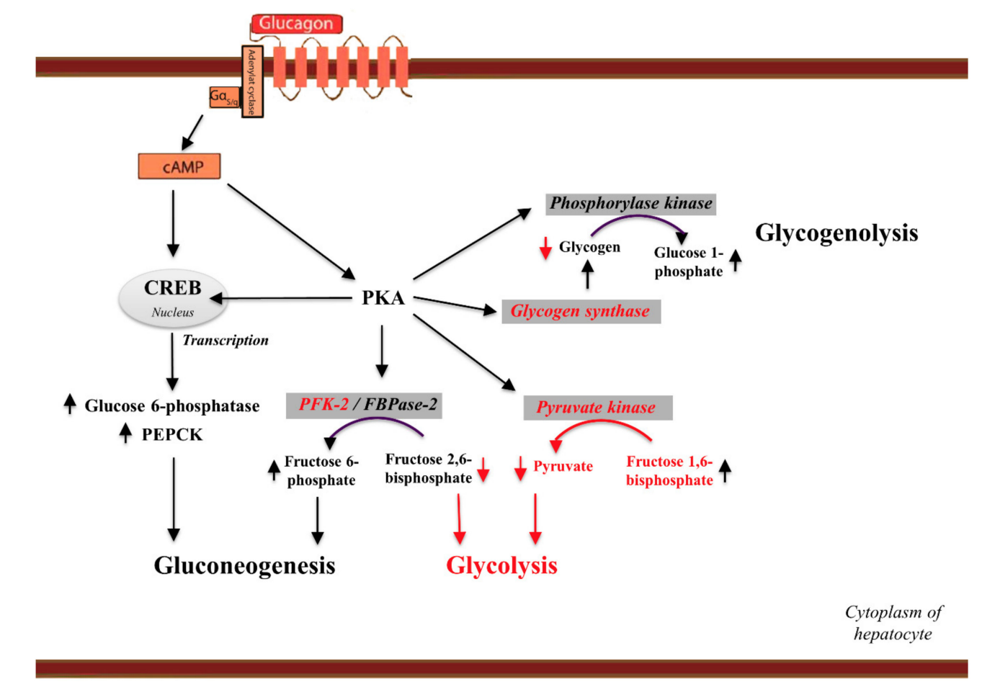 Glucagon
Adenylat cyclase
Gα S/q
cAMP
Phosphorylase kinase
Glycogenolysis
Glycogen
Glucose 1-
phosphate
CREB
Nucleus
PKA
Glycogen synthase
Transcription
Glucose 6-phosphatase
PEPCK
PFK-2 / FBPase-2
Pyruvate kinase
Fructose 6-
phosphate
Fructose 2,6-
bisphosphate
Pyruvate
Fructose 1,6-
bisphosphate
Gluconeogenesis
Glycolysis
Cytoplasm of
hepatocyte